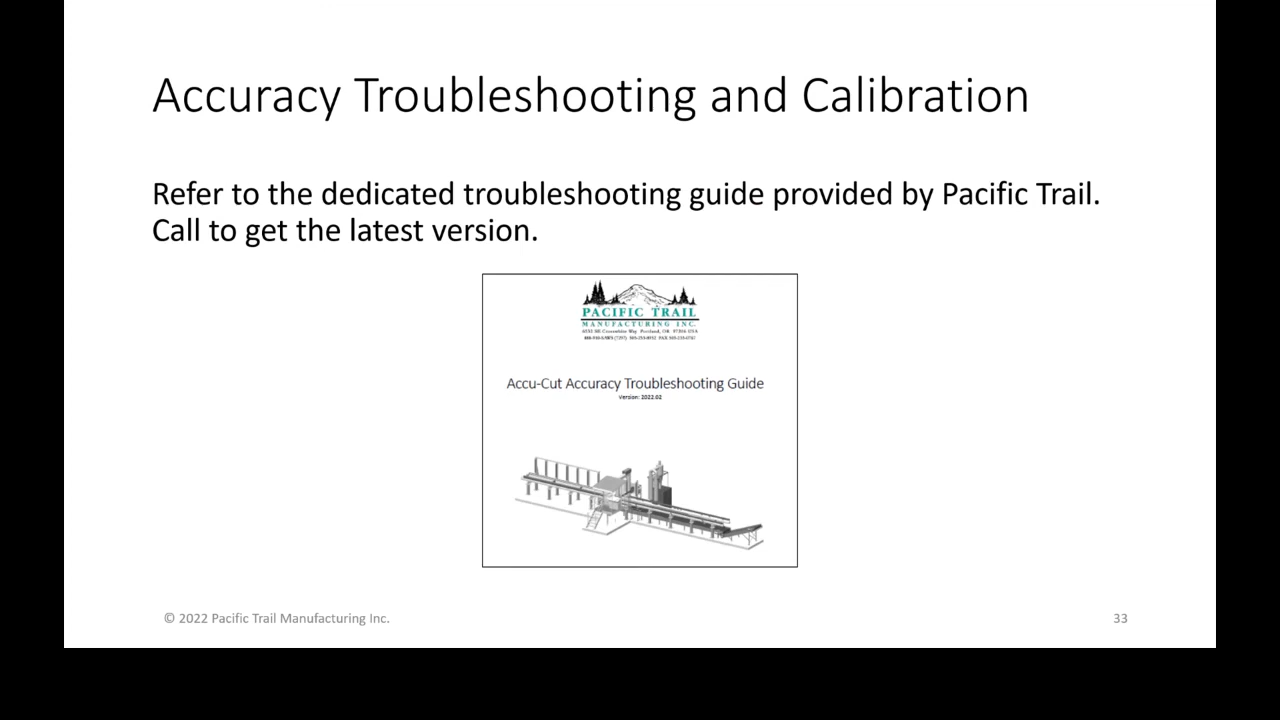 Accuracy Troubleshooting and Calibration
Refer to the dedicated troubleshooting guide provided by Pacific Trail.
Call to get the latest version.
PACIFIC TRAIL
MANUFACTURING INC.
Accu-Cut Accuracy Troubleshooting Guide
Version: 2022.02
© 2022 Pacific Trail Manufacturing Inc.
33